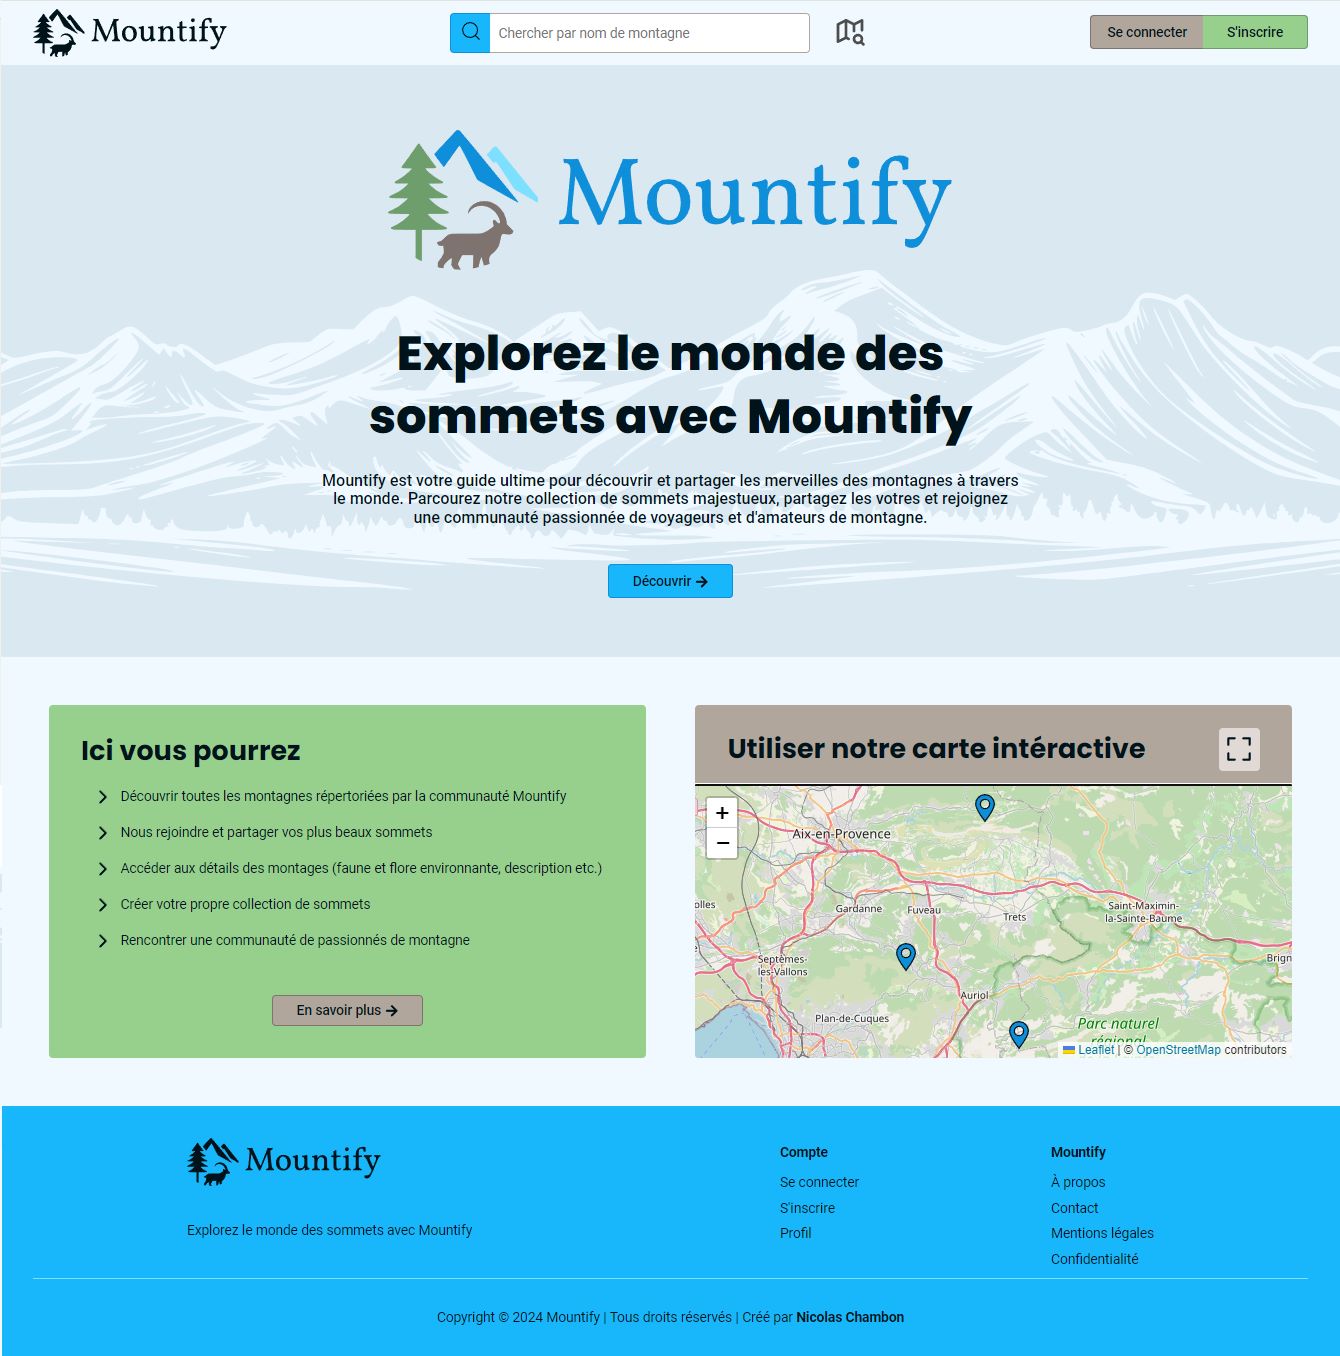 Mountify
Chercher par nom de montagne
Se connecter
S'inscrire
Mountify
Explorez le monde des
sommets avec Mountify
Mountify est votre guide ultime pour découvrir et partager les merveilles des montagnes à travers
le monde. Parcourez notre collection de sommets majestueux, partagez les votres et rejoignez
une communauté passionnée de voyageurs et d'amateurs de montagne.
Découvrir →
Ici vous pourrez
Découvrir toutes les montagnes répertoriées par la communauté Mountify
Nous rejoindre et partager vos plus beaux sommets
Accéder aux détails des montages (faune et flore environnante, description etc.)
Créer votre propre collection de sommets
Rencontrer une communauté de passionnés de montagne
En savoir plus →
Utiliser notre carte intéractive
+
−
Aix-en-Provence
olles
Gardanne
Fuveau
Trets
Saint-Maximin-
la-Sainte-Baume
Septèmes-
les-Vallons
Brign
Auriol
Plan-de-Cuques
Parc naturel
régional
Leaflet | © OpenStreetMap contributors
Mountify
Explorez le monde des sommets avec Mountify
Compte
Se connecter
S'inscrire
Profil
Mountify
À propos
Contact
Mentions légales
Confidentialité
Copyright © 2024 Mountify | Tous droits réservés | Créé par Nicolas Chambon